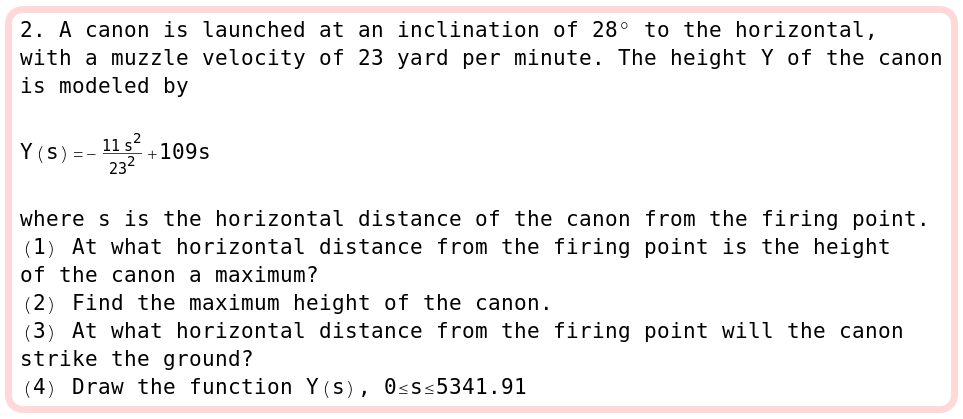 2. A canon is launched at an inclination of 28° to the horizontal,
with a muzzle velocity of 23 yard per minute. The height Y of the canon
is modeled by
Y(s)=-\frac{11 s^2}{23^2}+109s
where s is the horizontal distance of the canon from the firing point.
(1) At what horizontal distance from the firing point is the height
of the canon a maximum?
(2) Find the maximum height of the canon.
(3) At what horizontal distance from the firing point will the canon
strike the ground?
(4) Draw the function Y(s), 0≤s≤5341.91